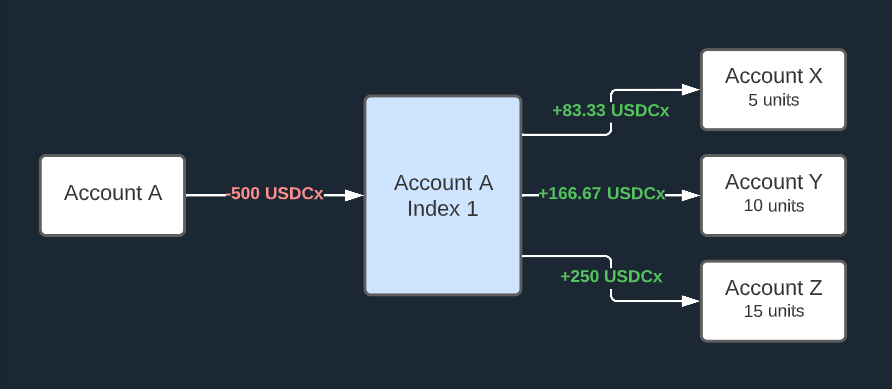 Account A
-500 USDCx
Account A
Index 1
+83.33 USDCx
+166.67 USDCx
+250 USDCx
Account X
5 units
Account Y
10 units
Account Z
15 units